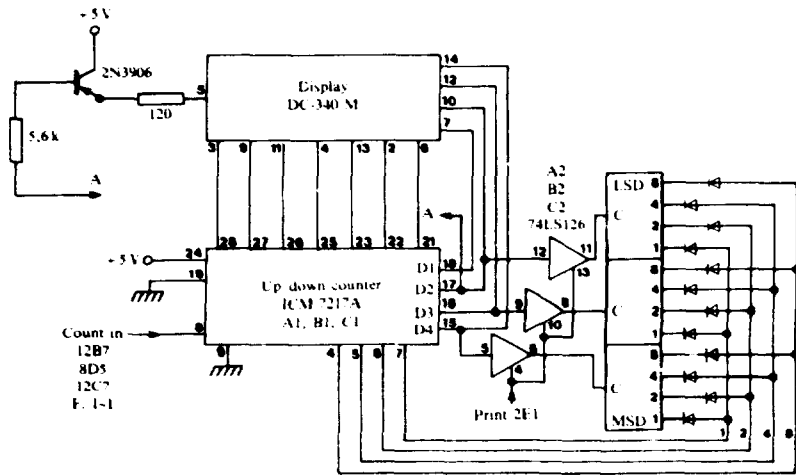 +5V
2N3906
120
5,6k
A
5
Display
DC-340 M
14
12
10
7
3 9 11 4 13 2 6
A2
B2
C2
74LS126
A
12 11
13
9 8
10
5 6
4
Print 2E1
28 27 26 25 23 22 21
+5V
24
19
Up down counter
ICM 7217A
A1, B1, C1
D1 18
D2 17
D3 16
D4 15
Count in
12B7
8D5
12C7
8
9
4 5 6 7
LSD
C
C
C
MSD
8
4
2
1
8
4
2
1
8
4
2
1
1 2 4 8